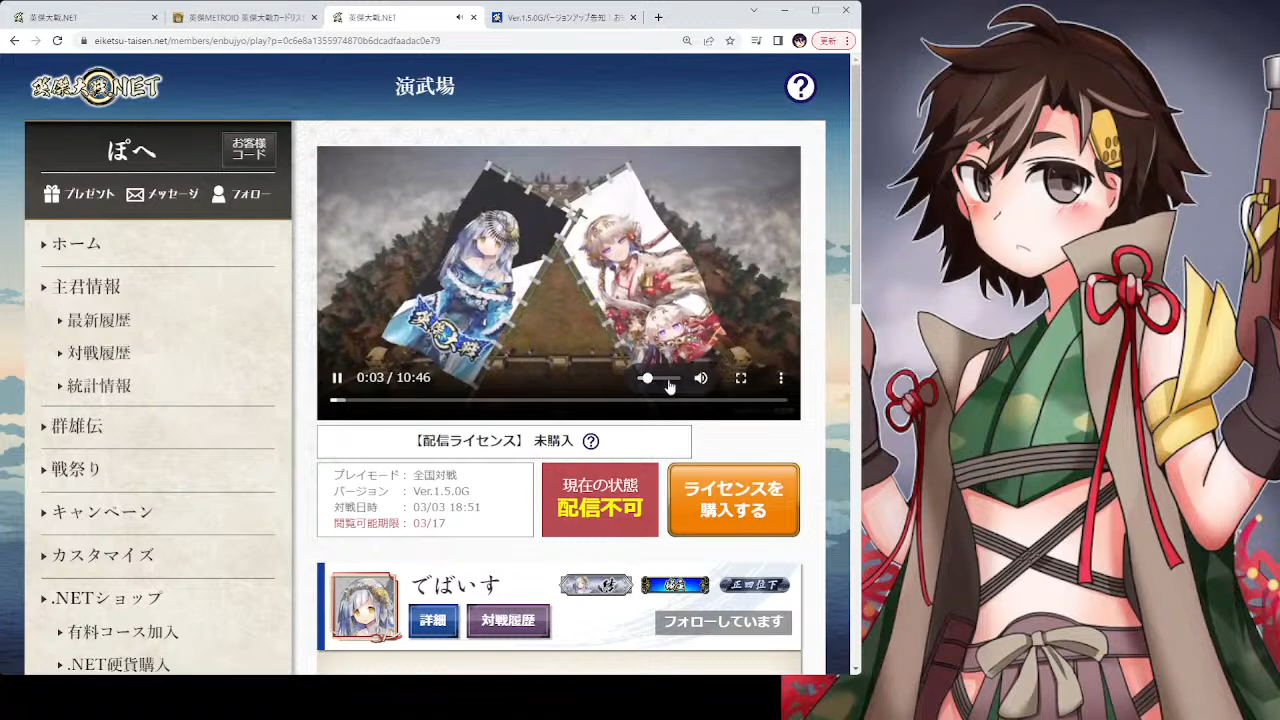 英傑大戦.NET
英傑METROID 英傑大戦カードリスト
英傑大戦.NET
Ver.1.5.0Gバージョンアップ告知
eiketsu-taisen.net/members/enbujyo/play?p=0c6e8a1355974870b6dcadfaadac0e79
更新
英傑大戦NET
演武場
?
ぽへ
お客様
コード
プレゼント メッセージ フォロー
ホーム
主君情報
最新履歴
対戦履歴
統計情報
群雄伝
戦祭り
キャンペーン
カスタマイズ
.NETショップ
有料コース加入
.NET硬貨購入
英傑大戦
0:03 / 10:46
【配信ライセンス】 未購入 ?
プレイモード : 全国対戦
バージョン : Ver.1.5.0G
対戦日時 : 03/03 18:51
閲覧可能期限 : 03/17
現在の状態
配信不可
ライセンスを
購入する
でばいす
正四位下
詳細
対戦履歴
フォローしています